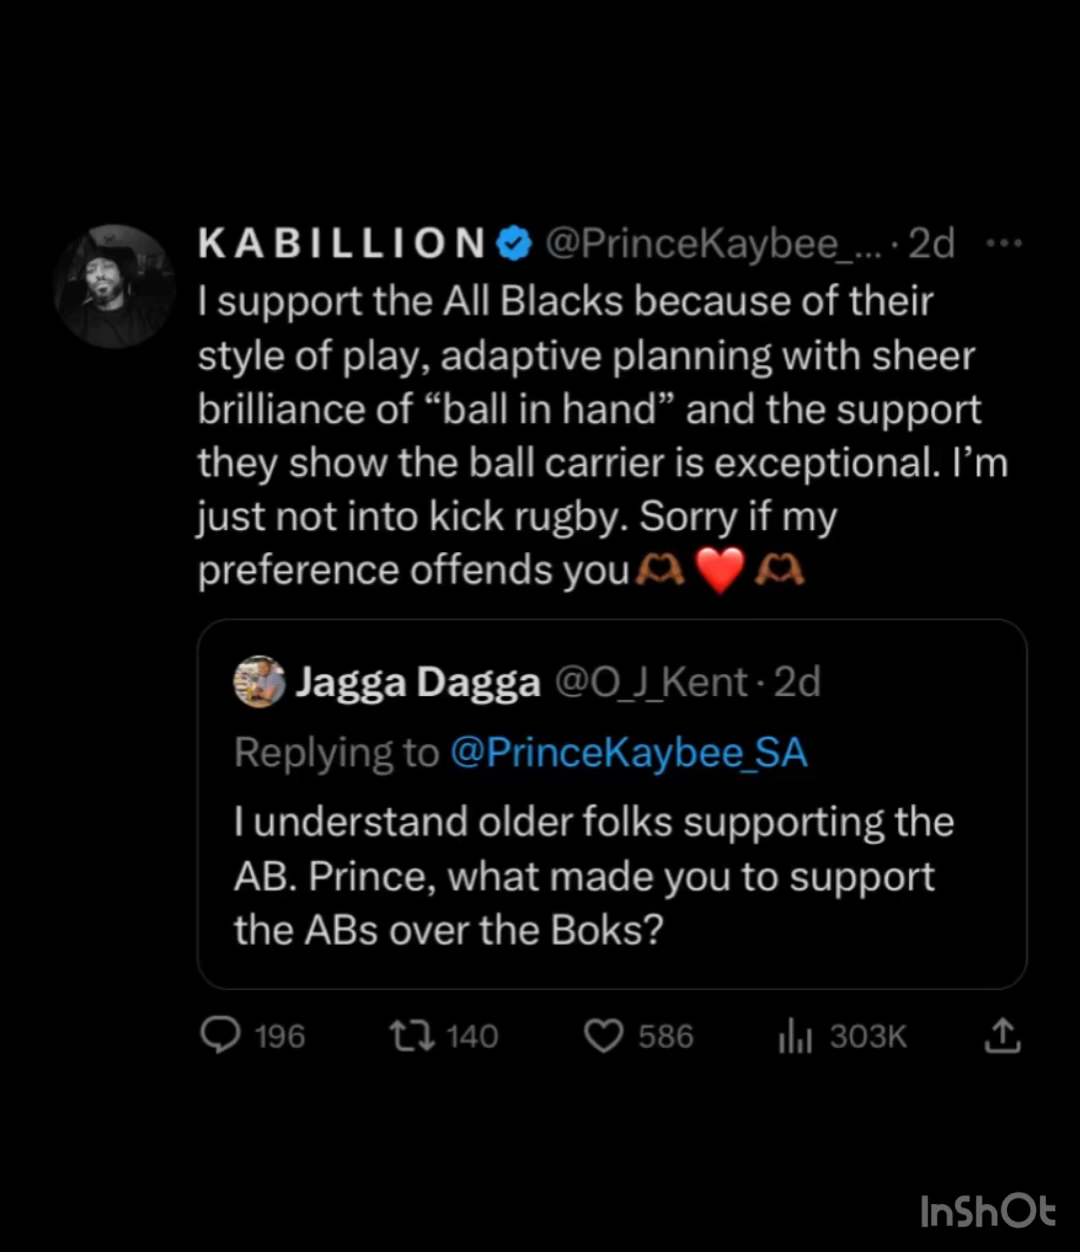 KABILLION @PrinceKaybee_... · 2d ...
I support the All Blacks because of their
style of play, adaptive planning with sheer
brilliance of “ball in hand” and the support
they show the ball carrier is exceptional. I’m
just not into kick rugby. Sorry if my
preference offends you🫶🏾❤️🫶🏾
Jagga Dagga @O_J_Kent · 2d
Replying to @PrinceKaybee_SA
I understand older folks supporting the
AB. Prince, what made you to support
the ABs over the Boks?
196 140 586 303K
InShOt